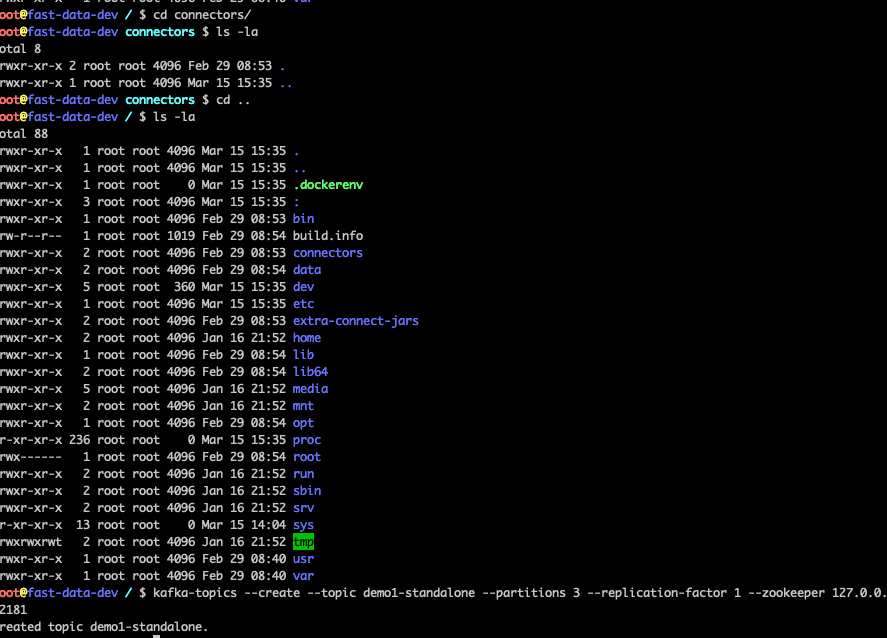 oot@fast-data-dev / $ cd connectors/
oot@fast-data-dev connectors $ ls -la
otal 8
rwxr-xr-x 2 root root 4096 Feb 29 08:53 .
rwxr-xr-x 1 root root 4096 Mar 15 15:35 ..
oot@fast-data-dev connectors $ cd ..
oot@fast-data-dev / $ ls -la
otal 88
rwxr-xr-x   1 root root 4096 Mar 15 15:35 .
rwxr-xr-x   1 root root 4096 Mar 15 15:35 ..
rwxr-xr-x   1 root root    0 Mar 15 15:35 .dockerenv
rwxr-xr-x   3 root root 4096 Mar 15 15:35 :
rwxr-xr-x   1 root root 4096 Feb 29 08:53 bin
rw-r--r--   1 root root 1019 Feb 29 08:54 build.info
rwxr-xr-x   2 root root 4096 Feb 29 08:53 connectors
rwxr-xr-x   2 root root 4096 Feb 29 08:54 data
rwxr-xr-x   5 root root  360 Mar 15 15:35 dev
rwxr-xr-x   1 root root 4096 Mar 15 15:35 etc
rwxr-xr-x   2 root root 4096 Feb 29 08:53 extra-connect-jars
rwxr-xr-x   2 root root 4096 Jan 16 21:52 home
rwxr-xr-x   1 root root 4096 Feb 29 08:54 lib
rwxr-xr-x   2 root root 4096 Feb 29 08:54 lib64
rwxr-xr-x   5 root root 4096 Jan 16 21:52 media
rwxr-xr-x   2 root root 4096 Jan 16 21:52 mnt
rwxr-xr-x   1 root root 4096 Feb 29 08:54 opt
r-xr-xr-x 236 root root    0 Mar 15 15:35 proc
rwx------   1 root root 4096 Feb 29 08:54 root
rwxr-xr-x   2 root root 4096 Jan 16 21:52 run
rwxr-xr-x   2 root root 4096 Jan 16 21:52 sbin
rwxr-xr-x   2 root root 4096 Jan 16 21:52 srv
r-xr-xr-x  13 root root    0 Mar 15 14:04 sys
rwxrwxrwt   2 root root 4096 Jan 16 21:52 tmp
rwxr-xr-x   1 root root 4096 Feb 29 08:40 usr
rwxr-xr-x   1 root root 4096 Feb 29 08:40 var
oot@fast-data-dev / $ kafka-topics --create --topic demo1-standalone --partitions 3 --replication-factor 1 --zookeeper 127.0.0.
2181
reated topic demo1-standalone.